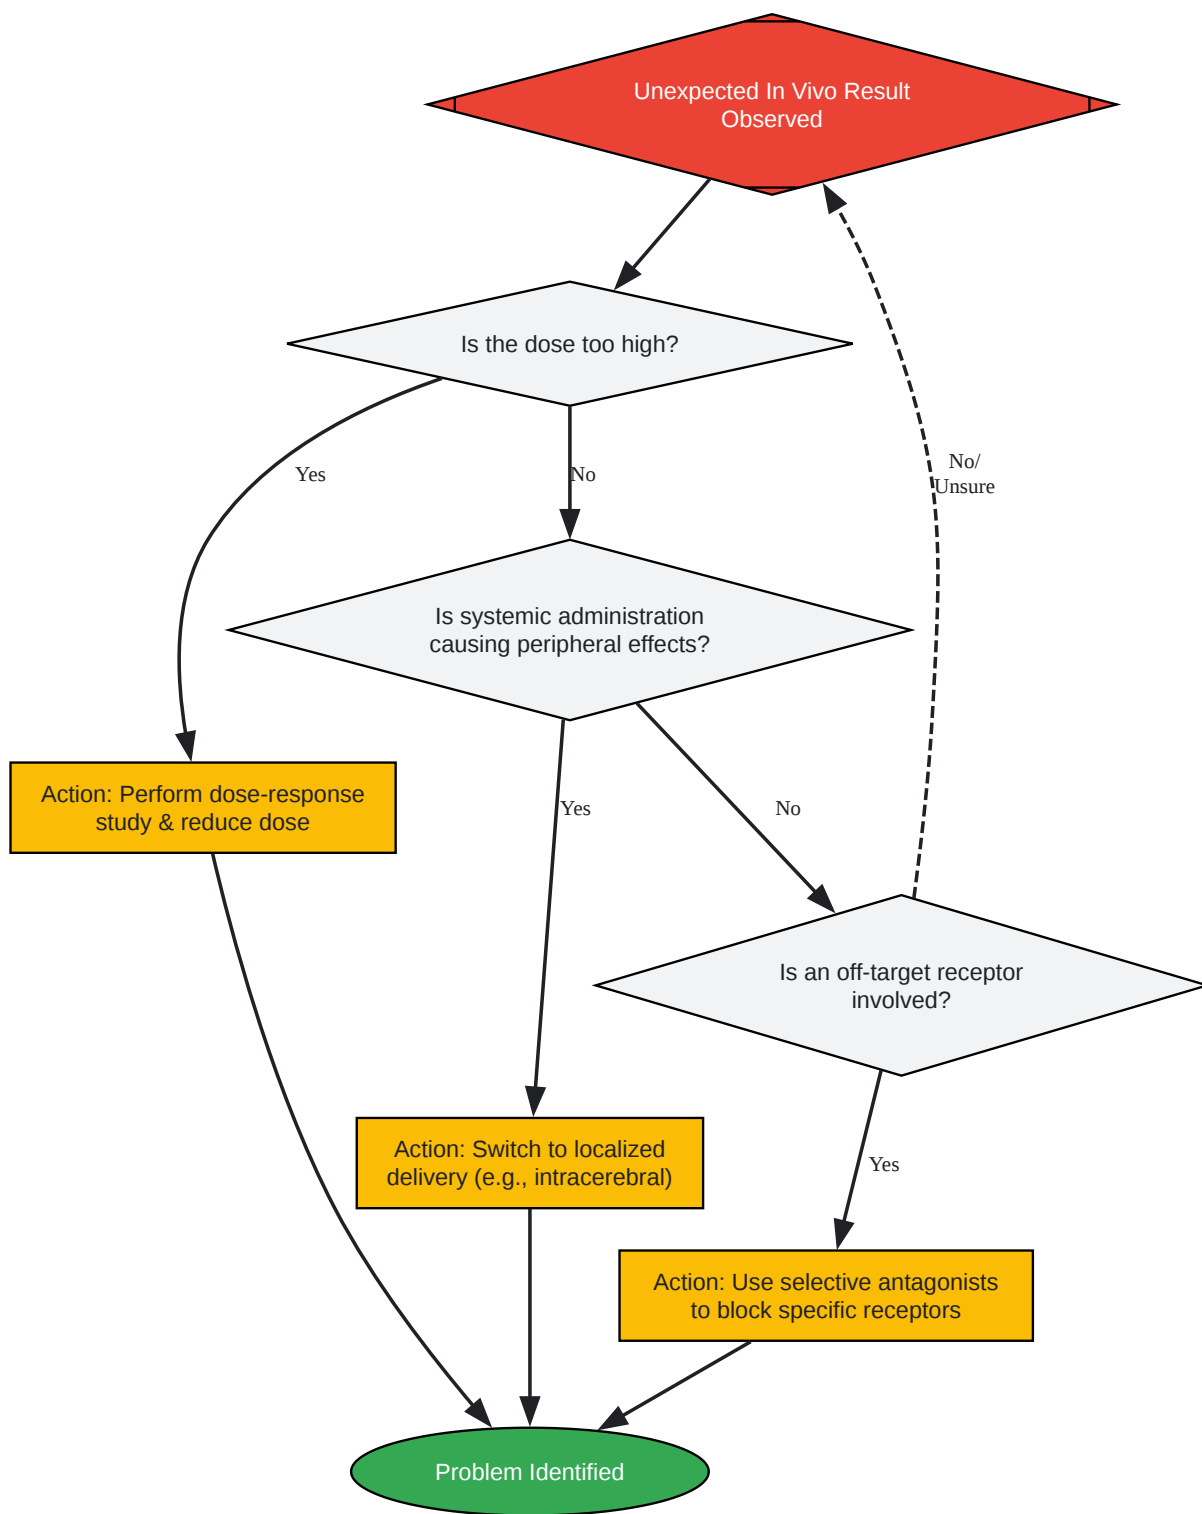 Unexpected In Vivo Result
Observed
Is the dose too high?
Yes
No
No/
Unsure
Is systemic administration
causing peripheral effects?
Action: Perform dose-response
study & reduce dose
Yes
No
Is an off-target receptor
involved?
Action: Switch to localized
delivery (e.g., intracerebral)
Yes
Action: Use selective antagonists
to block specific receptors
Problem Identified